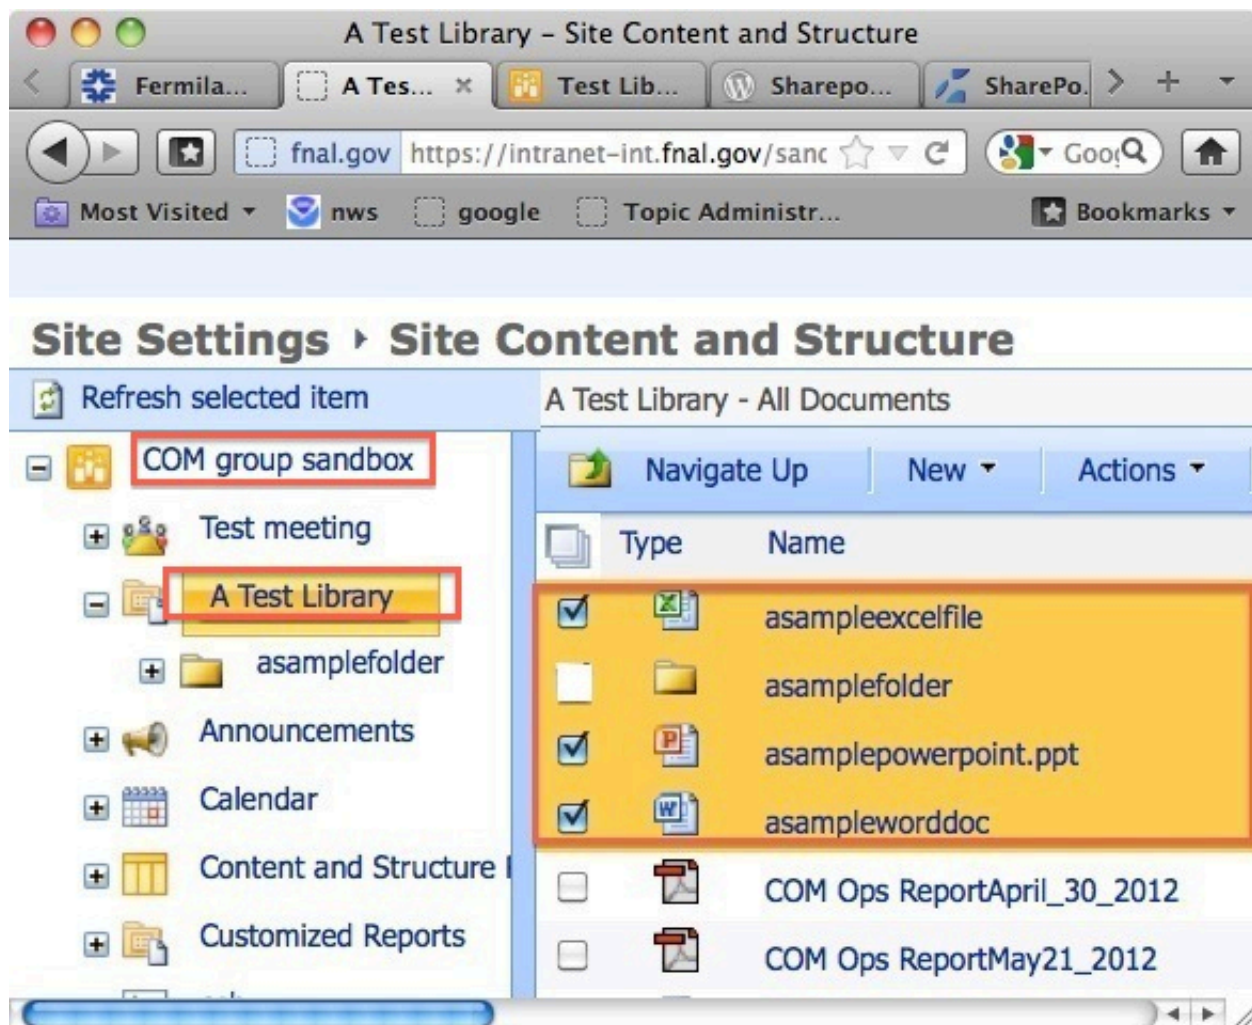 A Test Library – Site Content and Structure
Fermila... A Tes... Test Lib... Sharepo... SharePo.
fnal.gov https://intranet-int.fnal.gov/sand Goog
Most Visited nws google Topic Administr... Bookmarks
Site Settings Site Content and Structure
Refresh selected item
A Test Library - All Documents
COM group sandbox
Navigate Up New Actions
Test meeting
Type Name
A Test Library
asampleexcelfile
asamplefolder
asamplefolder
Announcements
asamplepowerpoint.ppt
Calendar
asampleworddoc
Content and Structure
COM Ops ReportApril_30_2012
Customized Reports
COM Ops ReportMay21_2012